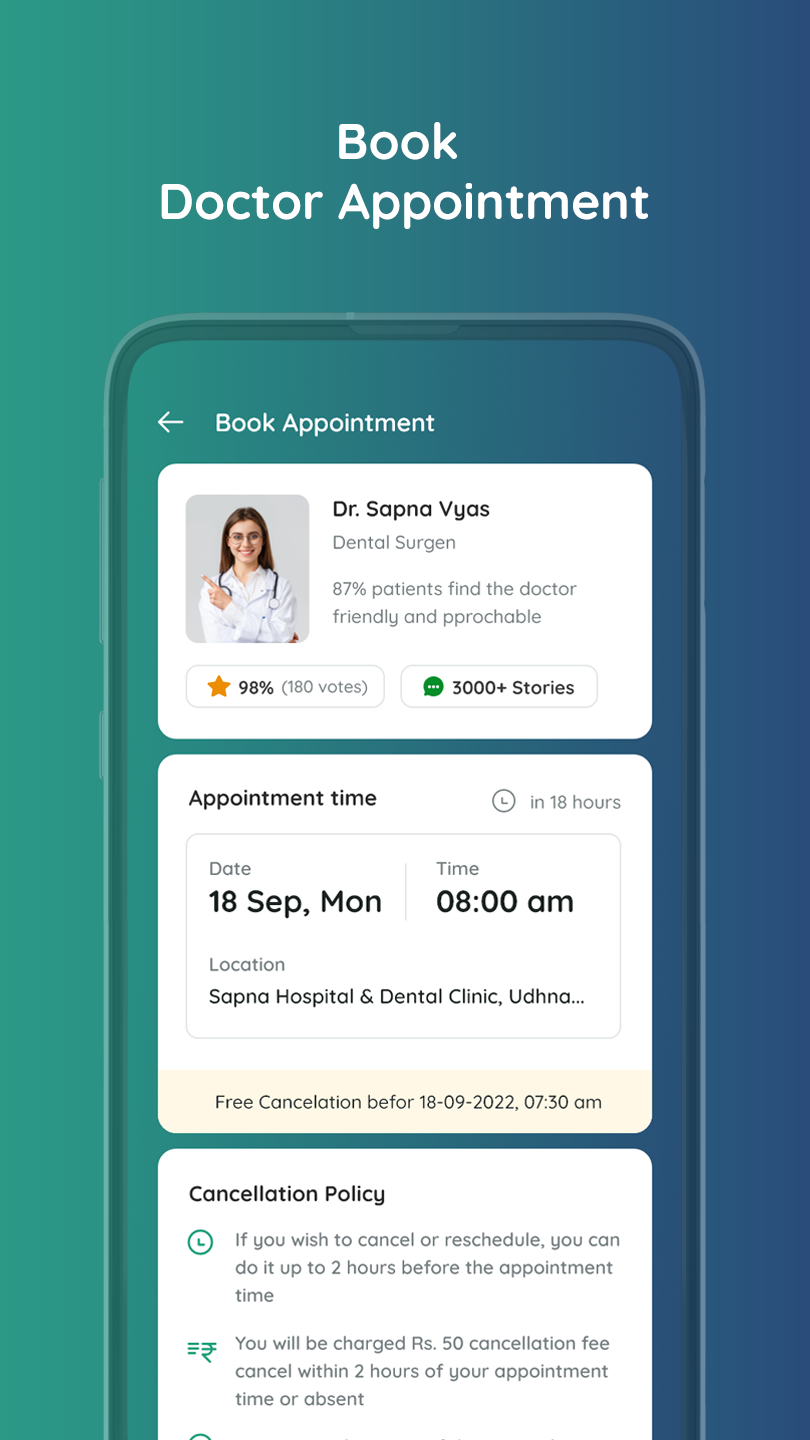 Book
Doctor Appointment
Book Appointment
Dr. Sapna Vyas
Dental Surgen
87% patients find the doctor
friendly and pprochable
98% (180 votes)
3000+ Stories
Appointment time
in 18 hours
Date
Time
18 Sep, Mon
08:00 am
Location
Sapna Hospital & Dental Clinic, Udhna...
Free Cancelation befor 18-09-2022, 07:30 am
Cancellation Policy
If you wish to cancel or reschedule, you can
do it up to 2 hours before the appointment
time
You will be charged Rs. 50 cancellation fee
cancel within 2 hours of your appointment
time or absent